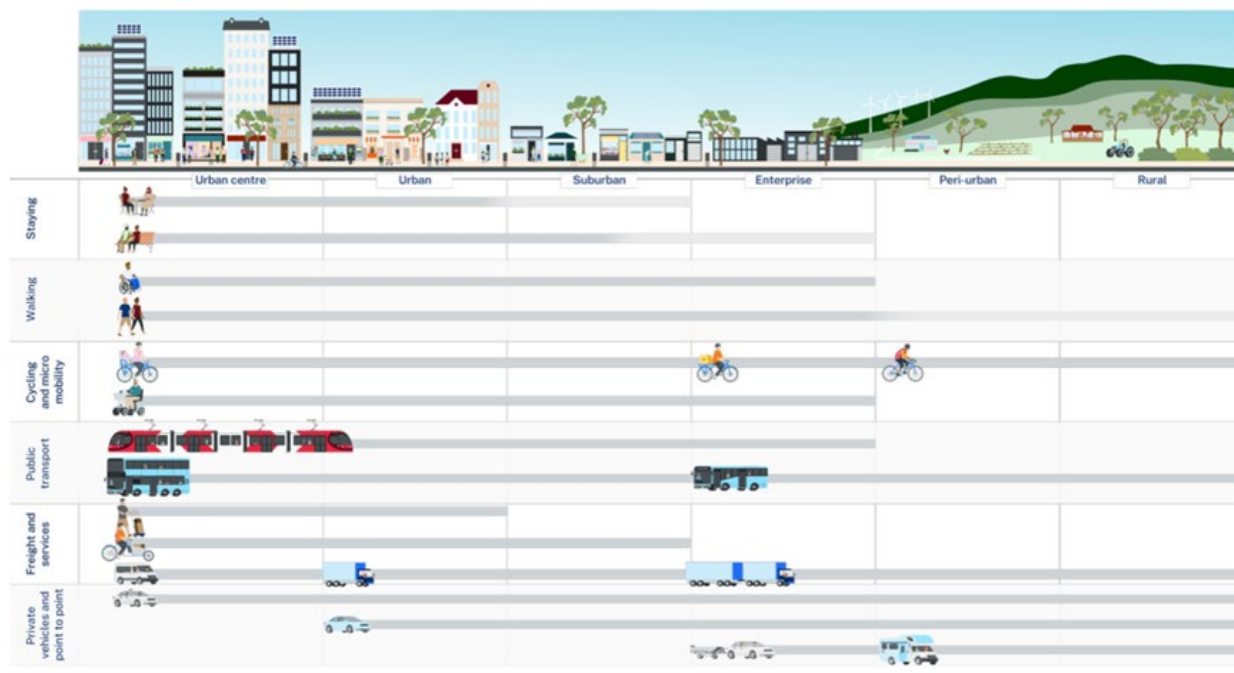 Urban centre
Urban
Suburban
Enterprise
Peri-urban
Rural
Staying
Walking
Cycling
and micro
mobility
Public
transport
Freight and
services
Private
vehicles and
point to point